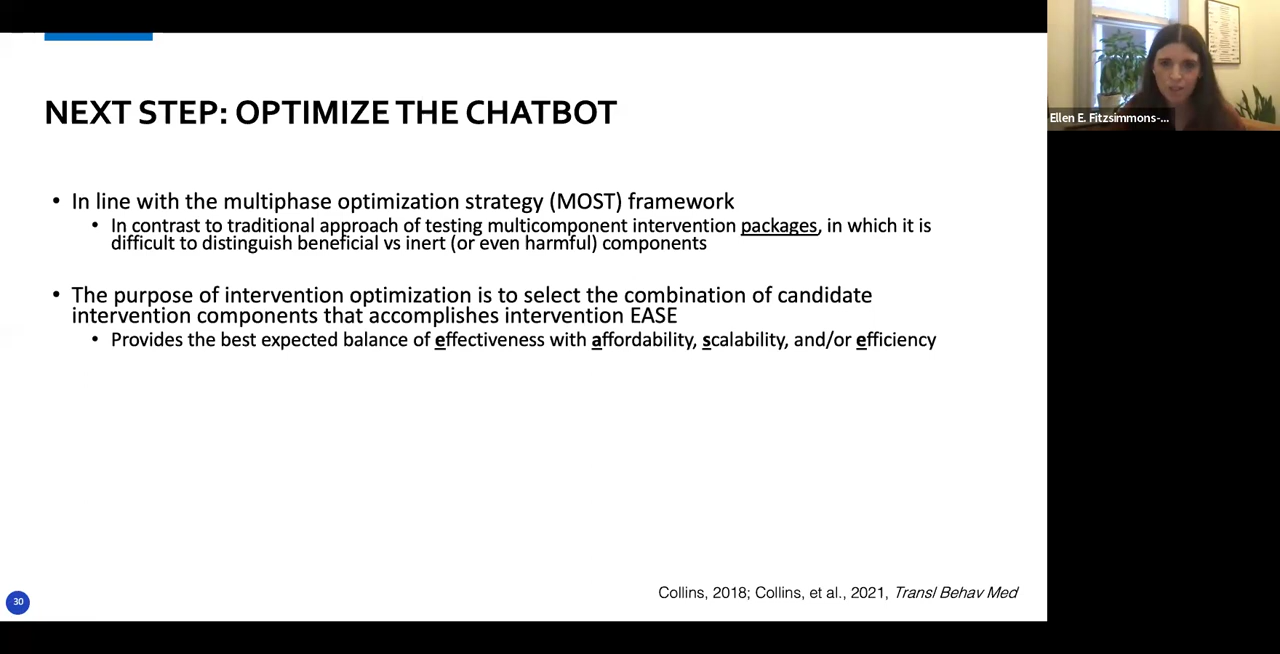 NEXT STEP: OPTIMIZE THE CHATBOT
• In line with the multiphase optimization strategy (MOST) framework
• In contrast to traditional approach of testing multicomponent intervention packages, in which it is
difficult to distinguish beneficial vs inert (or even harmful) components
• The purpose of intervention optimization is to select the combination of candidate
intervention components that accomplishes intervention EASE
• Provides the best expected balance of effectiveness with affordability, scalability, and/or efficiency
Collins, 2018; Collins, et al., 2021, Transl Behav Med
30
Ellen E. Fitzsimmons-...